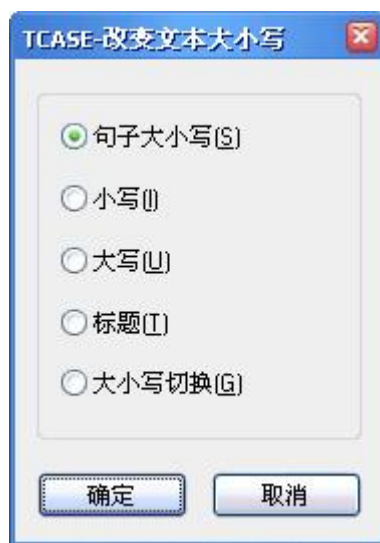 TCASE-改变文本大小写
句子大小写(S)
小写(I)
大写(U)
标题(T)
大小写切换(G)
确定
取消